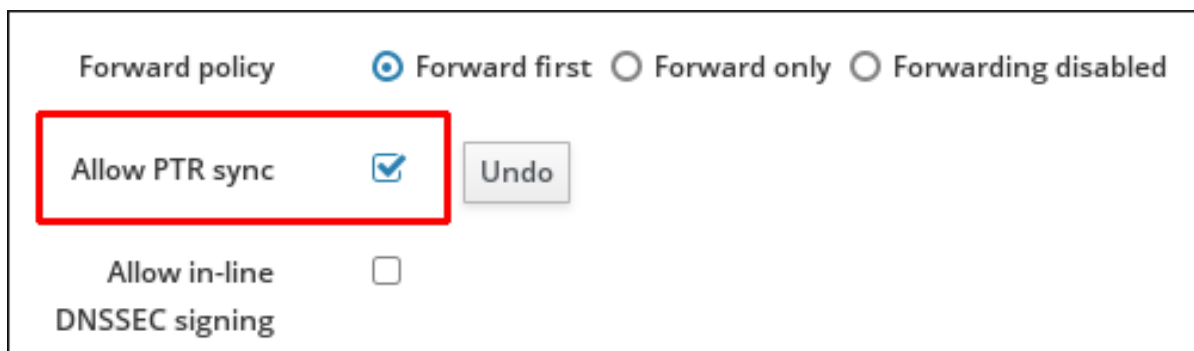 Forward policy Forward first Forward only Forwarding disabled
Allow PTR sync Undo
Allow in-line
DNSSEC signing